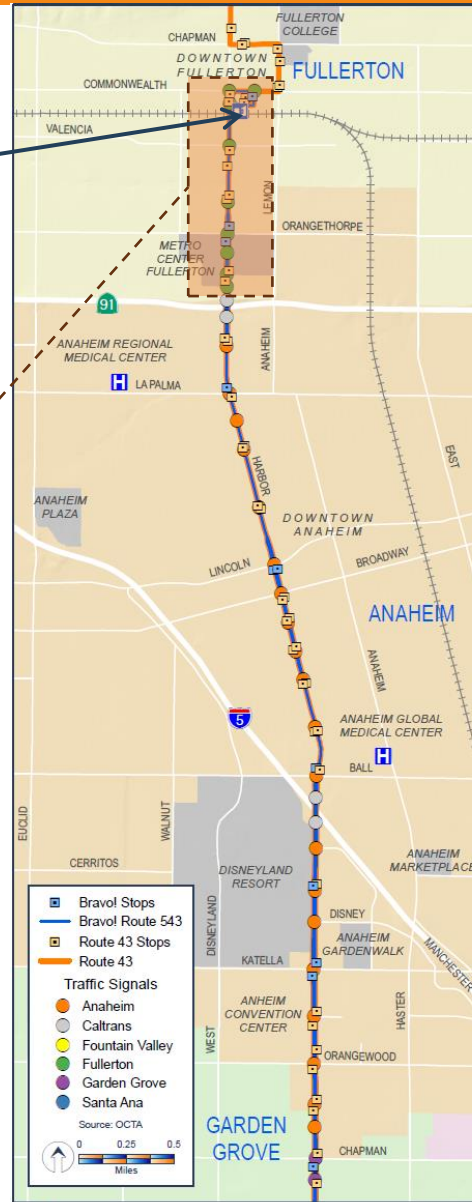 FULLERTON
COLLEGE
CHAPMAN
DOWNTOWN
FULLERTON
FULLERTON
COMMONWEALTH
VALENCIA
LEMON
ORANGETHORPE
METRO
CENTER
FULLERTON
91
ANAHEIM REGIONAL
MEDICAL CENTER
ANAHEIM
H
LA PALMA
EAST
HARBOR
ANAHEIM
PLAZA
DOWNTOWN
ANAHEIM
LINCOLN
BROADWAY
ANAHEIM
ANAHEIM
5
ANAHEIM GLOBAL
MEDICAL CENTER
H
BALL
EUCLID
WALNUT
CERRITOS
DISNEYLAND
RESORT
ANAHEIM
MARKETPLACE
DISNEYLAND
DISNEY
ANAHEIM
GARDENWALK
MANCHESTER
KATELLA
HASTER
ANHEIM
CONVENTION
CENTER
WEST
ORANGEWOOD
GARDEN
GROVE
CHAPMAN
Bravo! Stops
Bravo! Route 543
Route 43 Stops
Route 43
Traffic Signals
Anaheim
Caltrans
Fountain Valley
Fullerton
Garden Grove
Santa Ana
Source: OCTA
0 0.25 0.5
Miles